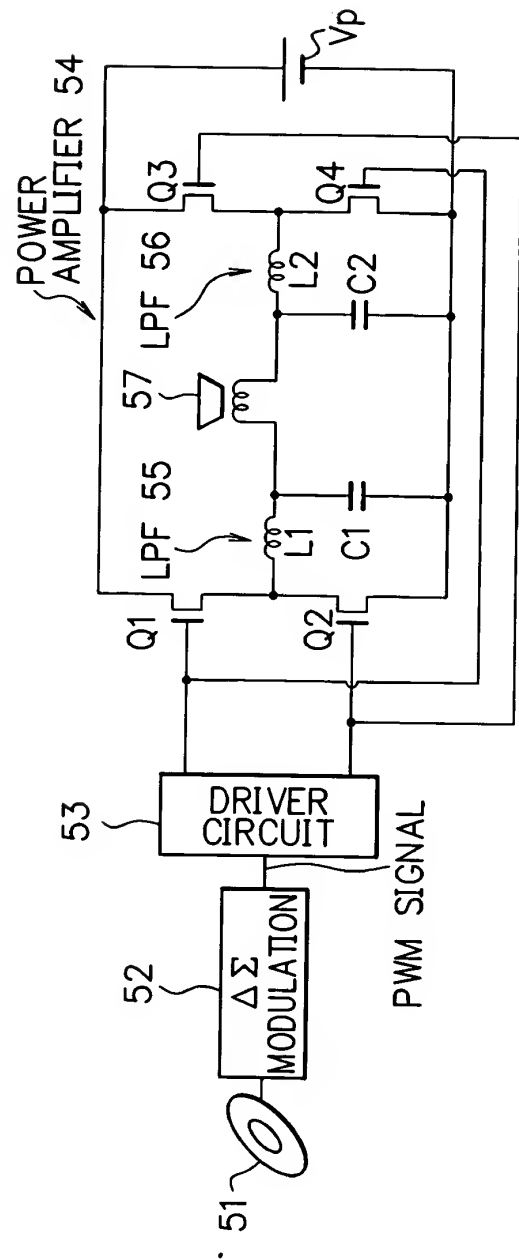 POWER
AMPLIFIER 54
LPF 55
57
LPF 56
Q1
Q3
L1
L2
53
52
DRIVER
CIRCUIT
ΔΣ
MODULATION
C1
C2
Q2
Q4
Vp
51
PWM SIGNAL